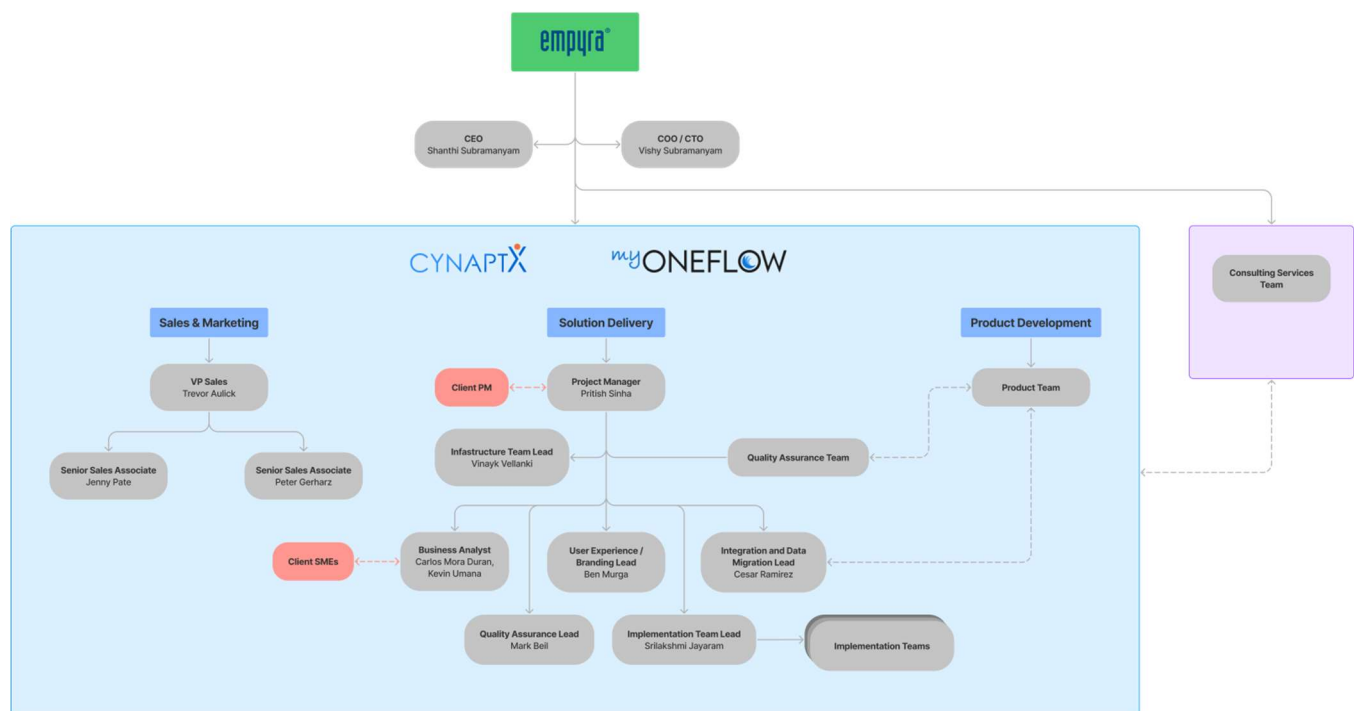 empyra®
CEO
Shanthi Subramanyam
COO / CTO
Vishy Subramanyam
CYNAPTX
myONEFLOW
Consulting Services
Team
Sales & Marketing
Solution Delivery
Product Development
VP Sales
Trevor Aulick
Client PM
Project Manager
Pritish Sinha
Product Team
Senior Sales Associate
Jenny Pate
Senior Sales Associate
Peter Gerharz
Infastructure Team Lead
Vinayk Vellanki
Quality Assurance Team
Client SMEs
Business Analyst
Carlos Mora Duran,
Kevin Umana
User Experience /
Branding Lead
Ben Murga
Integration and Data
Migration Lead
Cesar Ramirez
Quality Assurance Lead
Mark Beil
Implementation Team Lead
Srilakshmi Jayaram
Implementation Teams